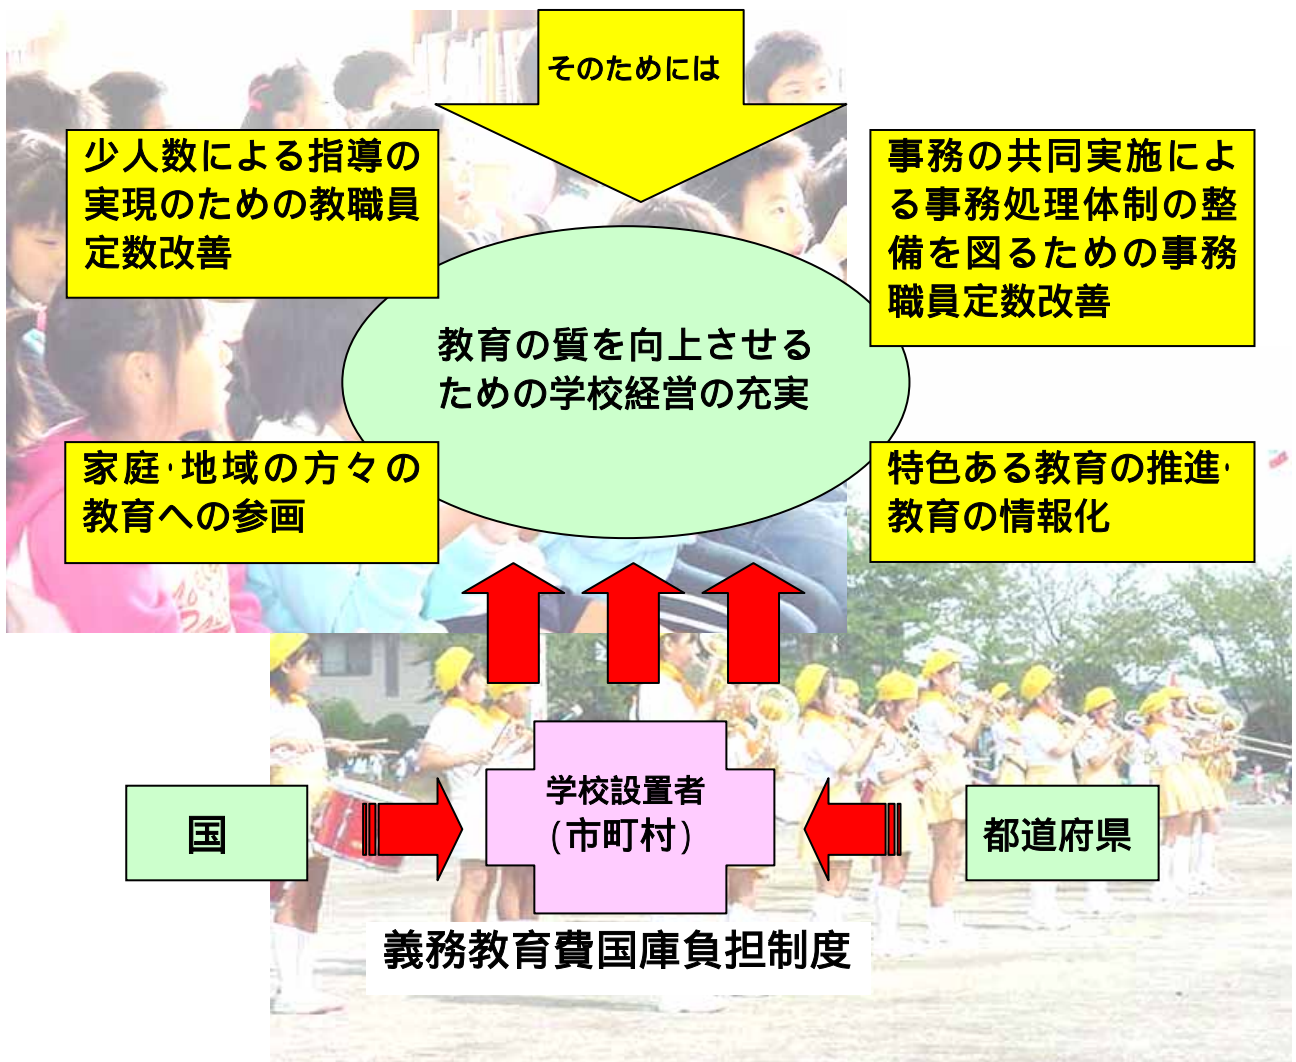 そのためには
少人数による指導の
実現のための教職員
定数改善
事務の共同実施によ
る事務処理体制の整
備を図るための事務
職員定数改善
教育の質を向上させる
ための学校経営の充実
家庭・地域の方々の
教育への参画
特色ある教育の推進・
教育の情報化
学校設置者
(市町村)
国
都道府県
義務教育費国庫負担制度